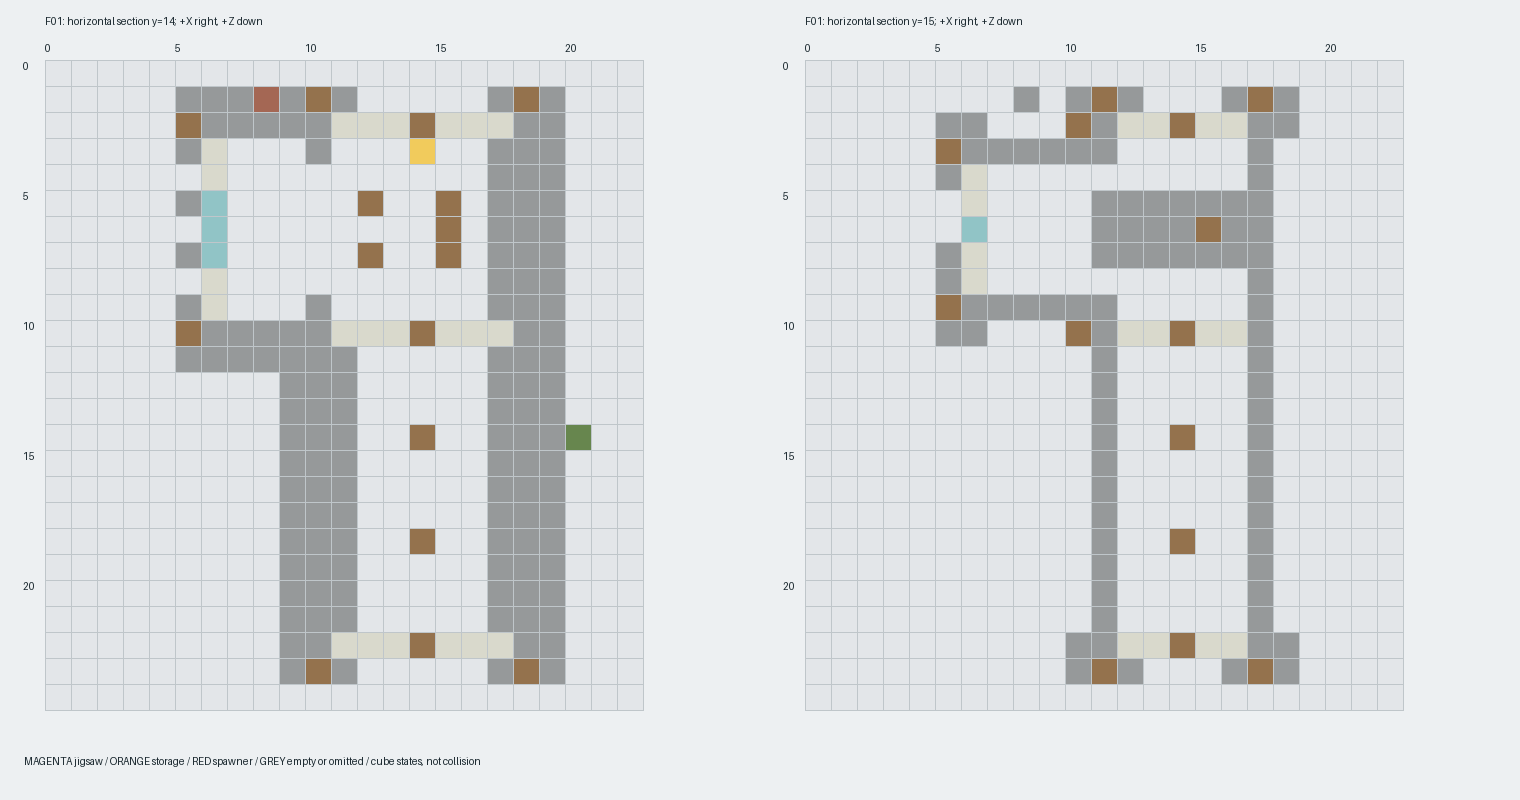 F01: horizontal section y=14; +X right, +Z down
F01: horizontal section y=15; +X right, +Z down
0 5 10 15 20
0 5 10 15 20
0
5
10
15
20
0
5
10
15
20
MAGENTA jigsaw / ORANGE storage / RED spawner / GREY empty or omitted / cube states, not collision